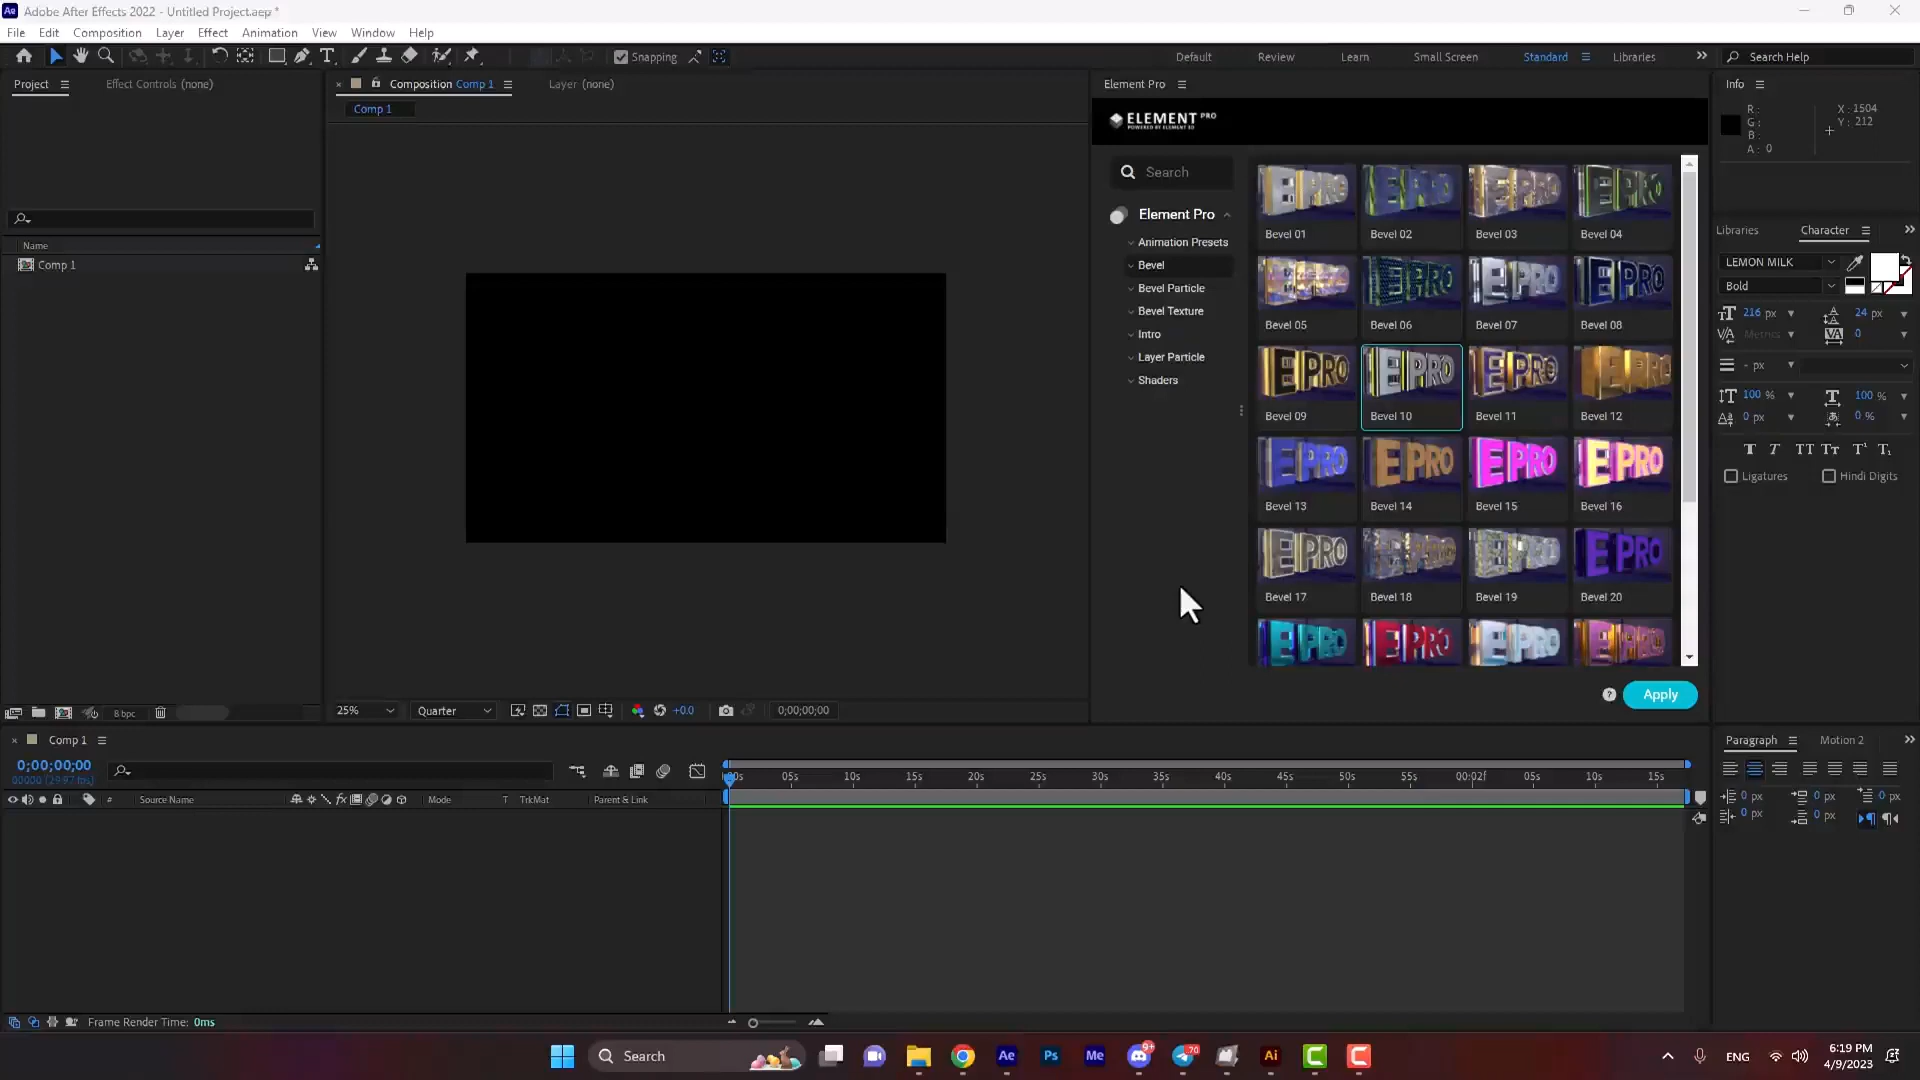 Adobe After Effects 2022 - Untitled Project.aep *
File Edit Composition Layer Effect Animation View Window Help
Snapping
Default Review Learn Small Screen Standard Libraries
Search Help
Project
Effect Controls (none)
Composition Comp 1
Layer (none)
Comp 1
Name
Comp 1
8 bpc
25%
Quarter
+0.0
0;00;00;00
Element Pro
ELEMENT PRO
POWERED BY ELEMENT 3D
Search
Element Pro
Animation Presets
Bevel
Bevel Particle
Bevel Texture
Intro
Layer Particle
Shaders
Bevel 01 Bevel 02 Bevel 03 Bevel 04
Bevel 05 Bevel 06 Bevel 07 Bevel 08
Bevel 09 Bevel 10 Bevel 11 Bevel 12
Bevel 13 Bevel 14 Bevel 15 Bevel 16
Bevel 17 Bevel 18 Bevel 19 Bevel 20
Apply
Info
R :
G :
B :
A : 0
X : 1504
Y : 212
Libraries Character
LEMON MILK
Bold
216 px 24 px
Metrics 0
- px
100 % 100 %
0 px 0 %
Ligatures Hindi Digits
Comp 1
0;00;00;00
00000 (29.97 fps)
# Source Name Mode T TrkMat Parent & Link
:00s 05s 10s 15s 20s 25s 30s 35s 40s 45s 50s 55s 00:02f 05s 10s 15s
Frame Render Time: 0ms
Paragraph Motion 2
0 px 0 px 0 px
0 px 0 px
Search
Ae Ps Me 9+ 70 Ai C C
ENG
6:19 PM
4/9/2023